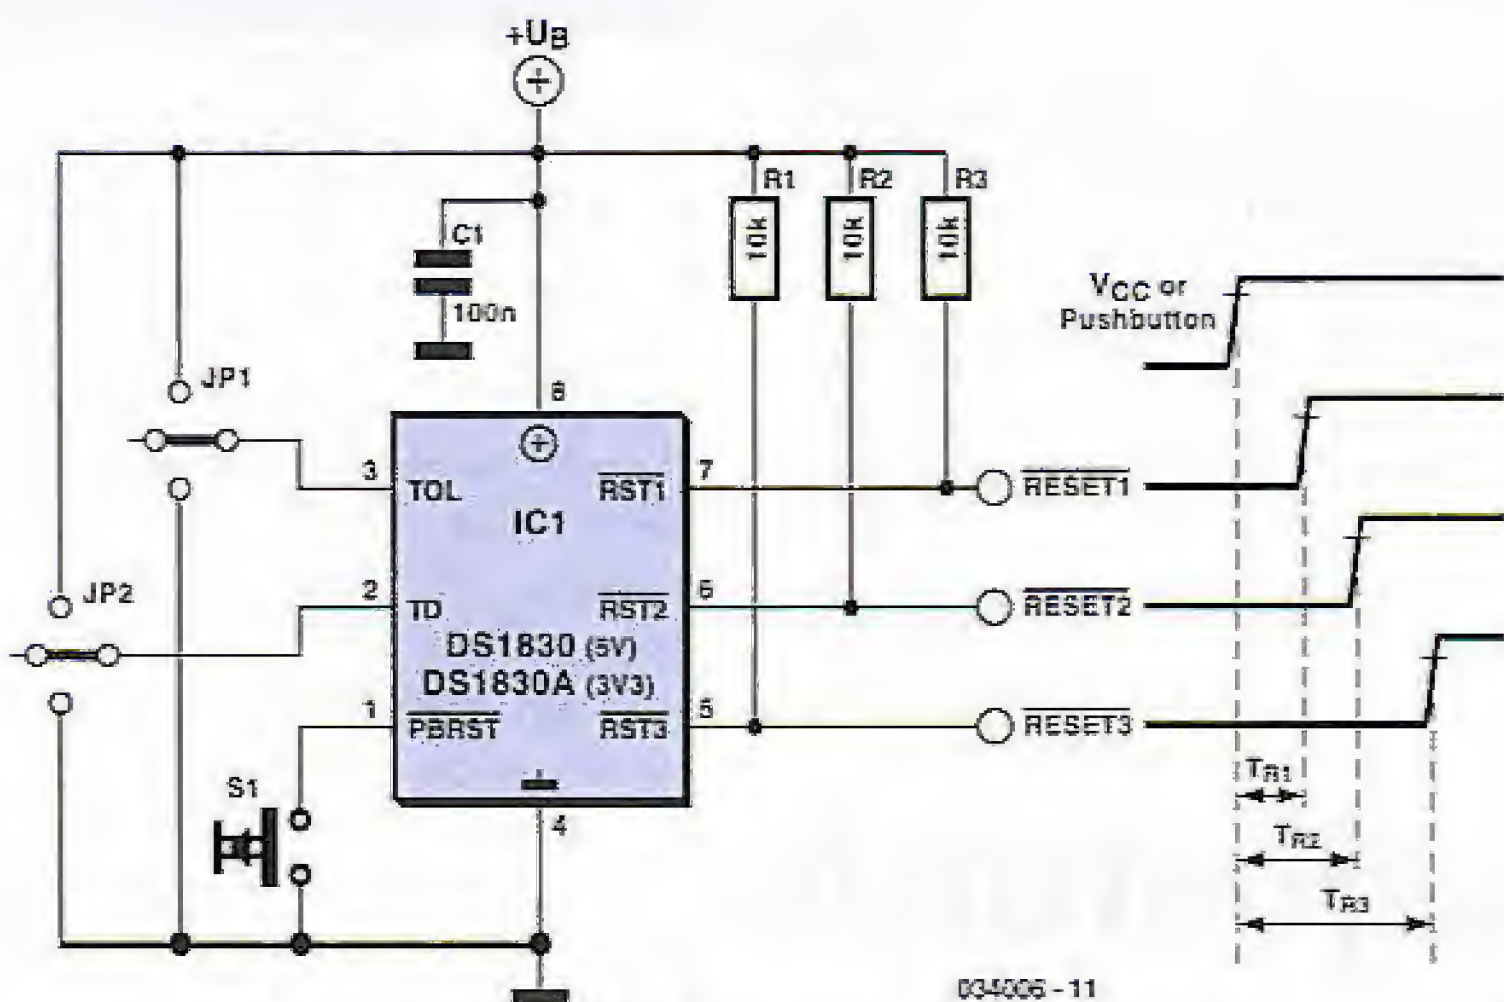 +UB
R1
R2
R3
C1
10k
10k
10k
100n
VCC or
Pushbutton
JP1
8
3
TOL
RST1
7
RESET1
IC1
JP2
2
TD
RST2
6
RESET2
DS1830 (5V)
DS1830A (3V3)
1
PBRST
RST3
5
RESET3
S1
4
TR1
TR2
TR3
034006 - 11